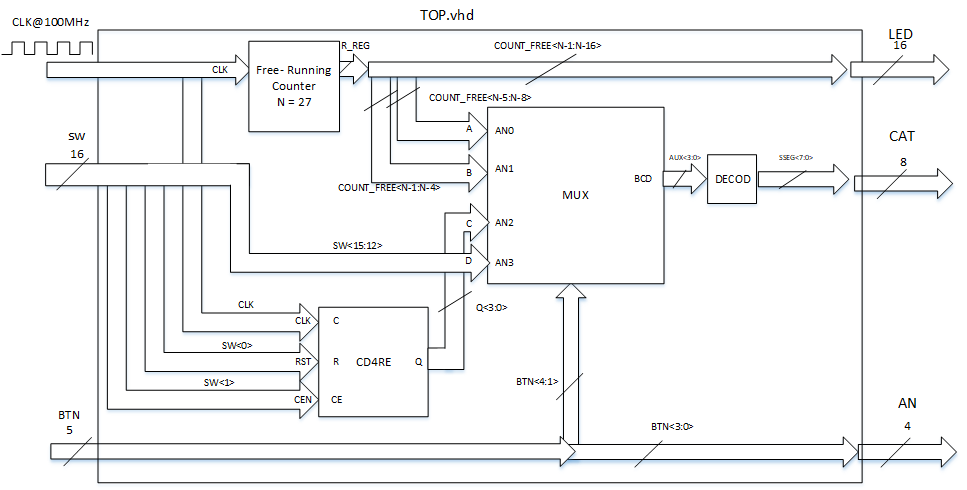 TOP.vhd
CLK@100MHz
R_REG
COUNT_FREE<N-1:N-16>
LED
16
CLK
Free- Running
Counter
N = 27
COUNT_FREE<N-5:N-8>
SW
16
A
AN0
CAT
8
B
AN1
AUX<3:0>
SSEG<7:0>
BCD
DECOD
COUNT_FREE<N-1:N-4>
MUX
C
AN2
SW<15:12>
D
AN3
CLK
Q<3:0>
CLK
C
SW<0>
RST
R
CD4RE
Q
SW<1>
BTN<4:1>
CEN
CE
BTN
5
BTN<3:0>
AN
4